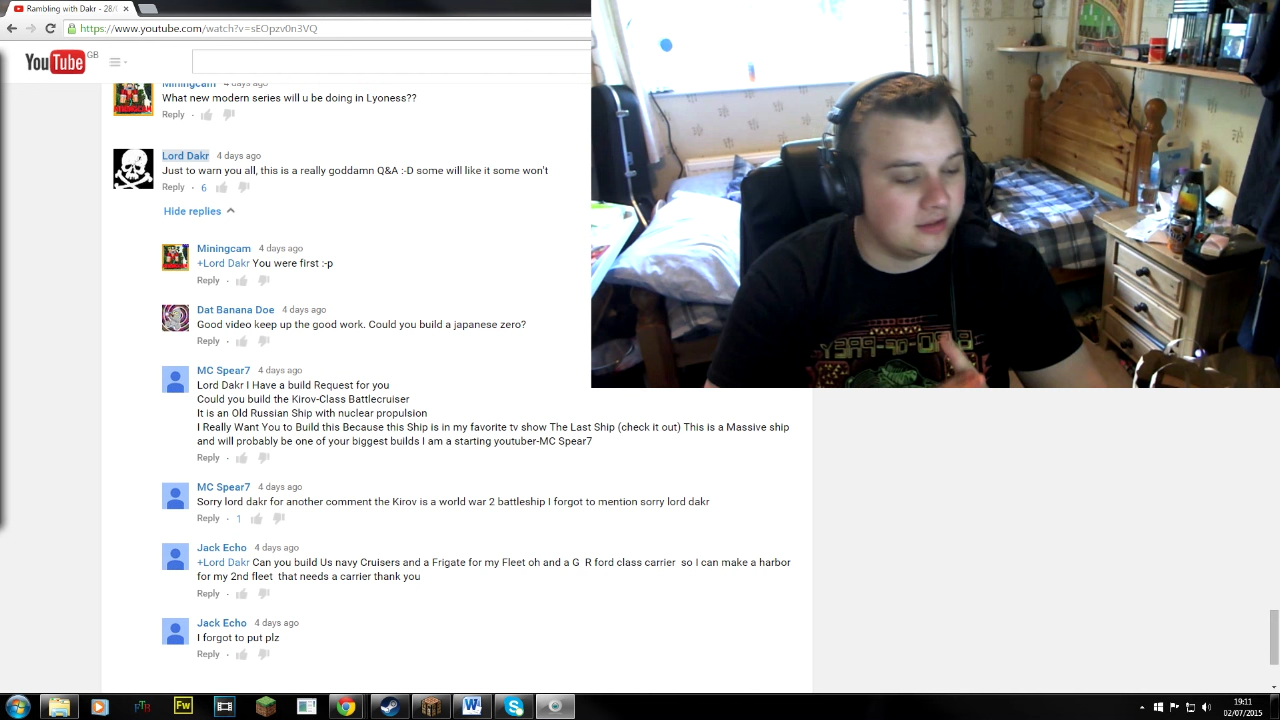 Rambling with Dakr - 28/0
https://www.youtube.com/watch?v=sEOpzv0n3VQ
YouTube GB
Miningcam 4 days ago
What new modern series will u be doing in Lyoness??
Reply
Lord Dakr 4 days ago
Just to warn you all, this is a really goddamn Q&A :-D some will like it some won't
Reply · 6
Hide replies
Miningcam 4 days ago
+Lord Dakr You were first :-p
Reply ·
Dat Banana Doe 4 days ago
Good video keep up the good work. Could you build a japanese zero?
Reply ·
MC Spear7 4 days ago
Lord Dakr I Have a build Request for you
Could you build the Kirov-Class Battlecruiser
It is an Old Russian Ship with nuclear propulsion
I Really Want You to Build this Because this Ship is in my favorite tv show The Last Ship (check it out) This is a Massive ship
and will probably be one of your biggest builds I am a starting youtuber-MC Spear7
Reply ·
MC Spear7 4 days ago
Sorry lord dakr for another comment the Kirov is a world war 2 battleship I forgot to mention sorry lord dakr
Reply · 1
Jack Echo 4 days ago
+Lord Dakr Can you build Us navy Cruisers and a Frigate for my Fleet oh and a G R ford class carrier so I can make a harbor
for my 2nd fleet that needs a carrier thank you
Reply ·
Jack Echo 4 days ago
I forgot to put plz
Reply ·
FTB Fw W S
19:11
02/07/2015